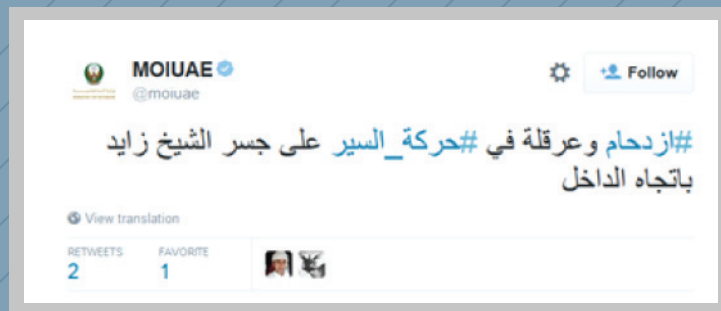 MOIUAE
@moiuae
Follow
#ازدحام وعرقلة في #حركة_السير على جسر الشيخ زايد
باتجاه الداخل
View translation
RETWEETS FAVORITE
2 1